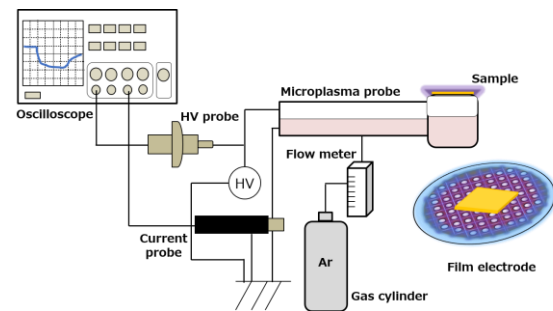 Sample
Microplasma probe
Oscilloscope
HV probe
Flow meter
HV
Current
probe
Ar
Film electrode
Gas cylinder